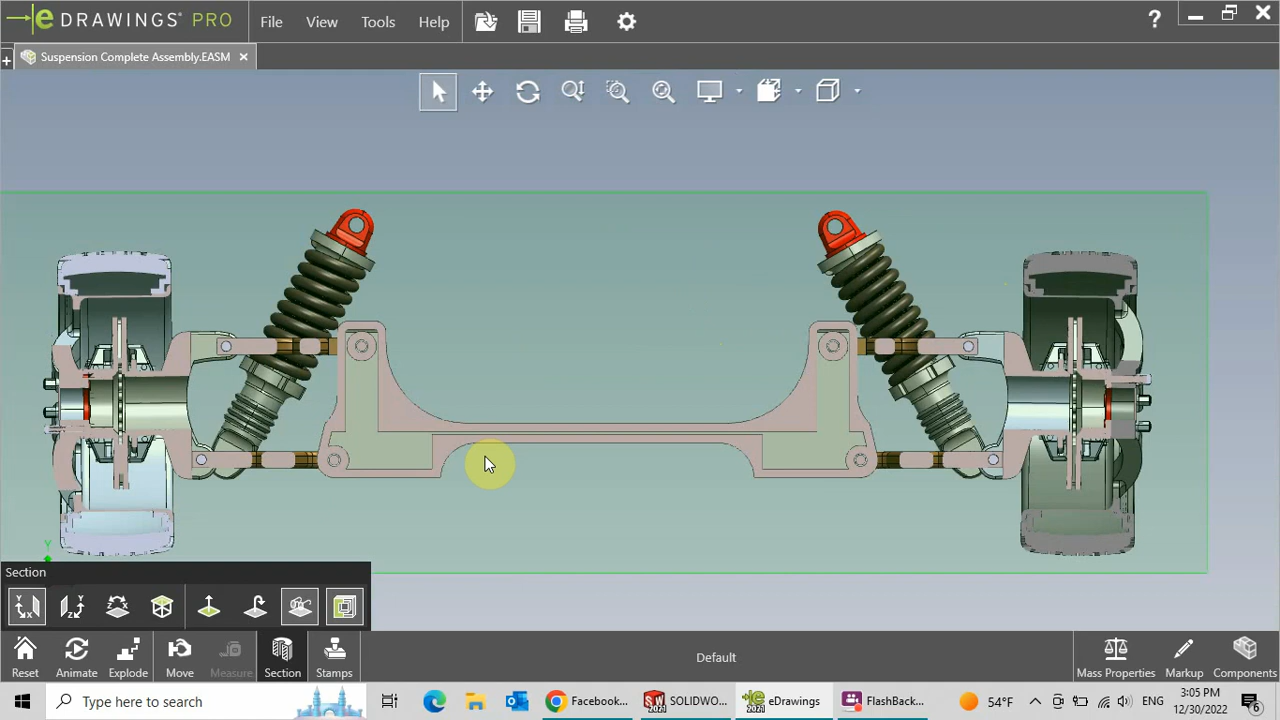 eDRAWINGS® PRO
File
View
Tools
Help
?
Suspension Complete Assembly.EASM
Y
Section
Reset
Animate
Explode
Move
Measure
Section
Stamps
Default
Mass Properties
Markup
Components
Type here to search
Facebook...
SOLIDWO...
eDrawings
FlashBack...
54°F
ENG
3:05 PM
12/30/2022
6